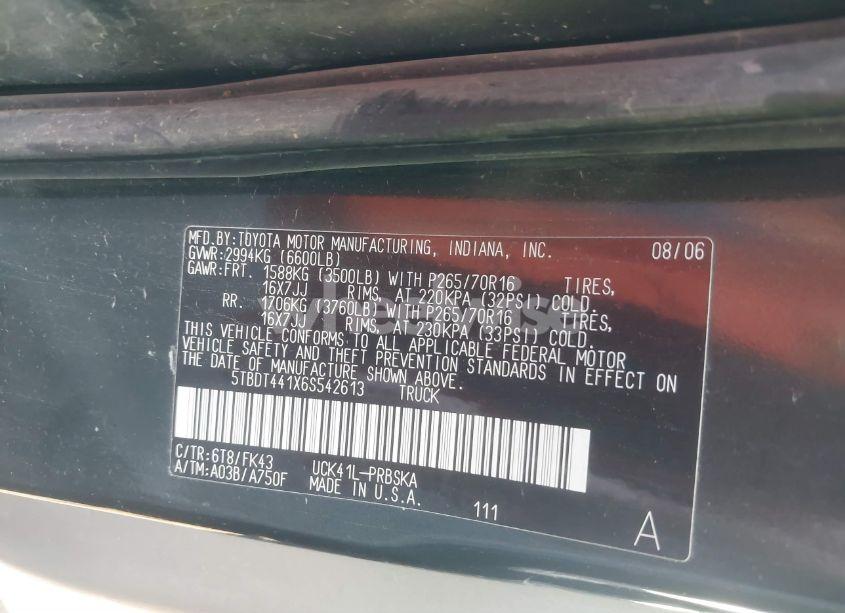 MFD.BY:TOYOTA MOTOR MANUFACTURING, INDIANA, INC. 08/06
GVWR:2994KG (6600LB)
GAWR:FRT. 1588KG (3500LB) WITH P265/70R16 TIRES,
16X7JJ RIMS, AT 220KPA (32PSI) COLD
RR. 1706KG (3760LB) WITH P265/70R16 TIRES,
16X7JJ RIMS, AT 230KPA (33PSI) COLD.
THIS VEHICLE CONFORMS TO ALL APPLICABLE FEDERAL MOTOR
VEHICLE SAFETY AND THEFT PREVENTION STANDARDS IN EFFECT ON
THE DATE OF MANUFACTURE SHOWN ABOVE.
5TBDT441X6S542613 TRUCK
C/TR:6T8/FK43 UCK41L-PRBSKA
A/TM:A03B/A750F MADE IN U.S.A. 111
A